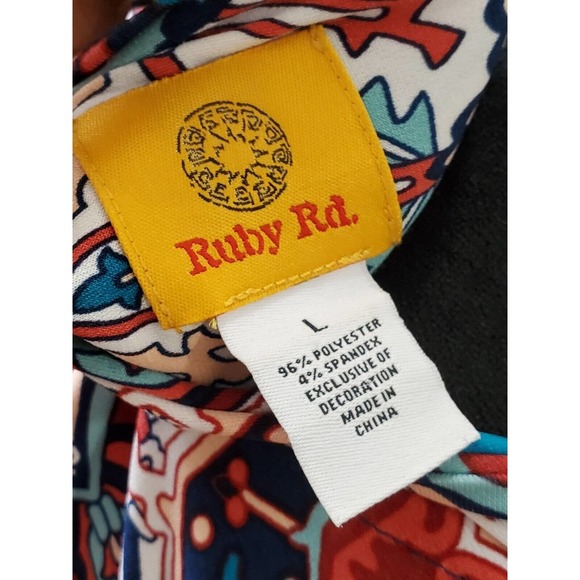 Ruby Rd.
L
96% POLYESTER
4% SPANDEX
EXCLUSIVE OF
DECORATION
MADE IN
CHINA